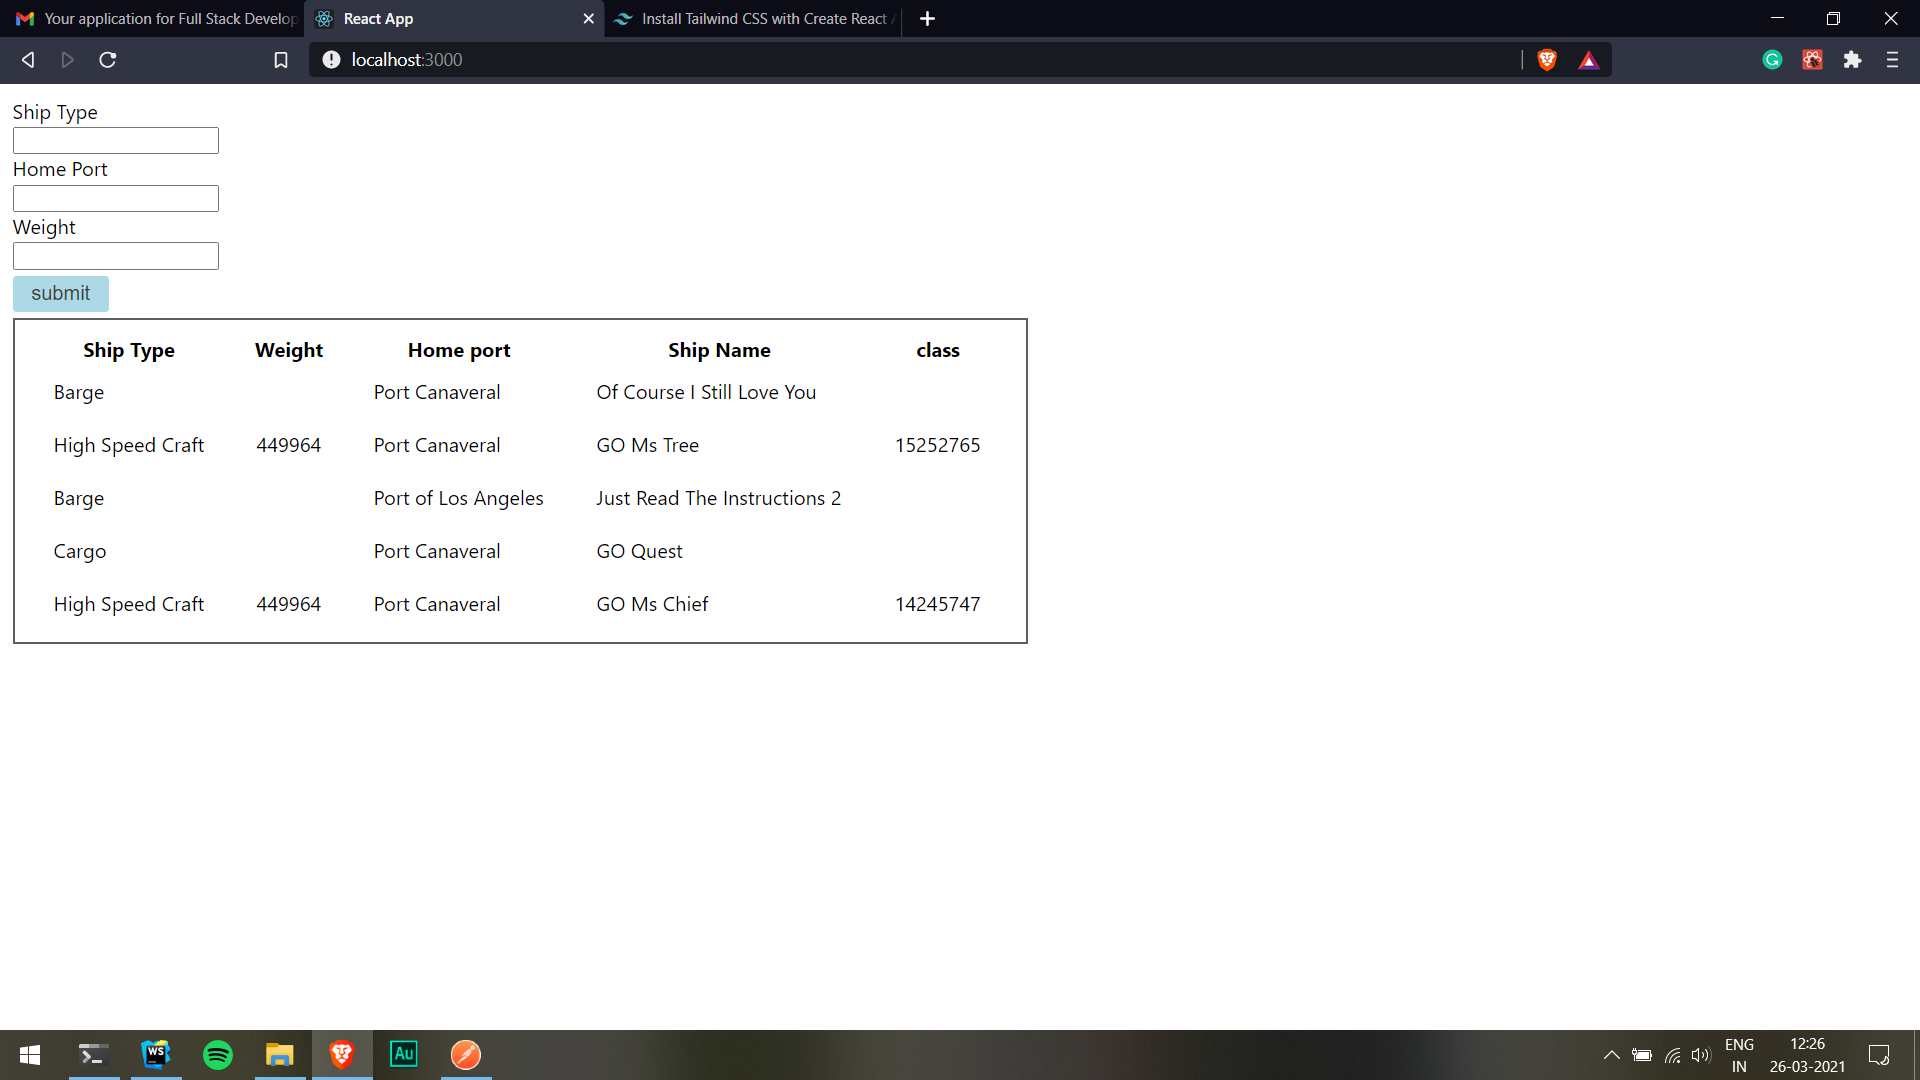 Your application for Full Stack Develop
React App
Install Tailwind CSS with Create React
localhost:3000
Ship Type
Home Port
Weight
submit
Ship Type Weight Home port Ship Name class
Barge Port Canaveral Of Course I Still Love You
High Speed Craft 449964 Port Canaveral GO Ms Tree 15252765
Barge Port of Los Angeles Just Read The Instructions 2
Cargo Port Canaveral GO Quest
High Speed Craft 449964 Port Canaveral GO Ms Chief 14245747
WS
Au
ENG
IN
12:26
26-03-2021